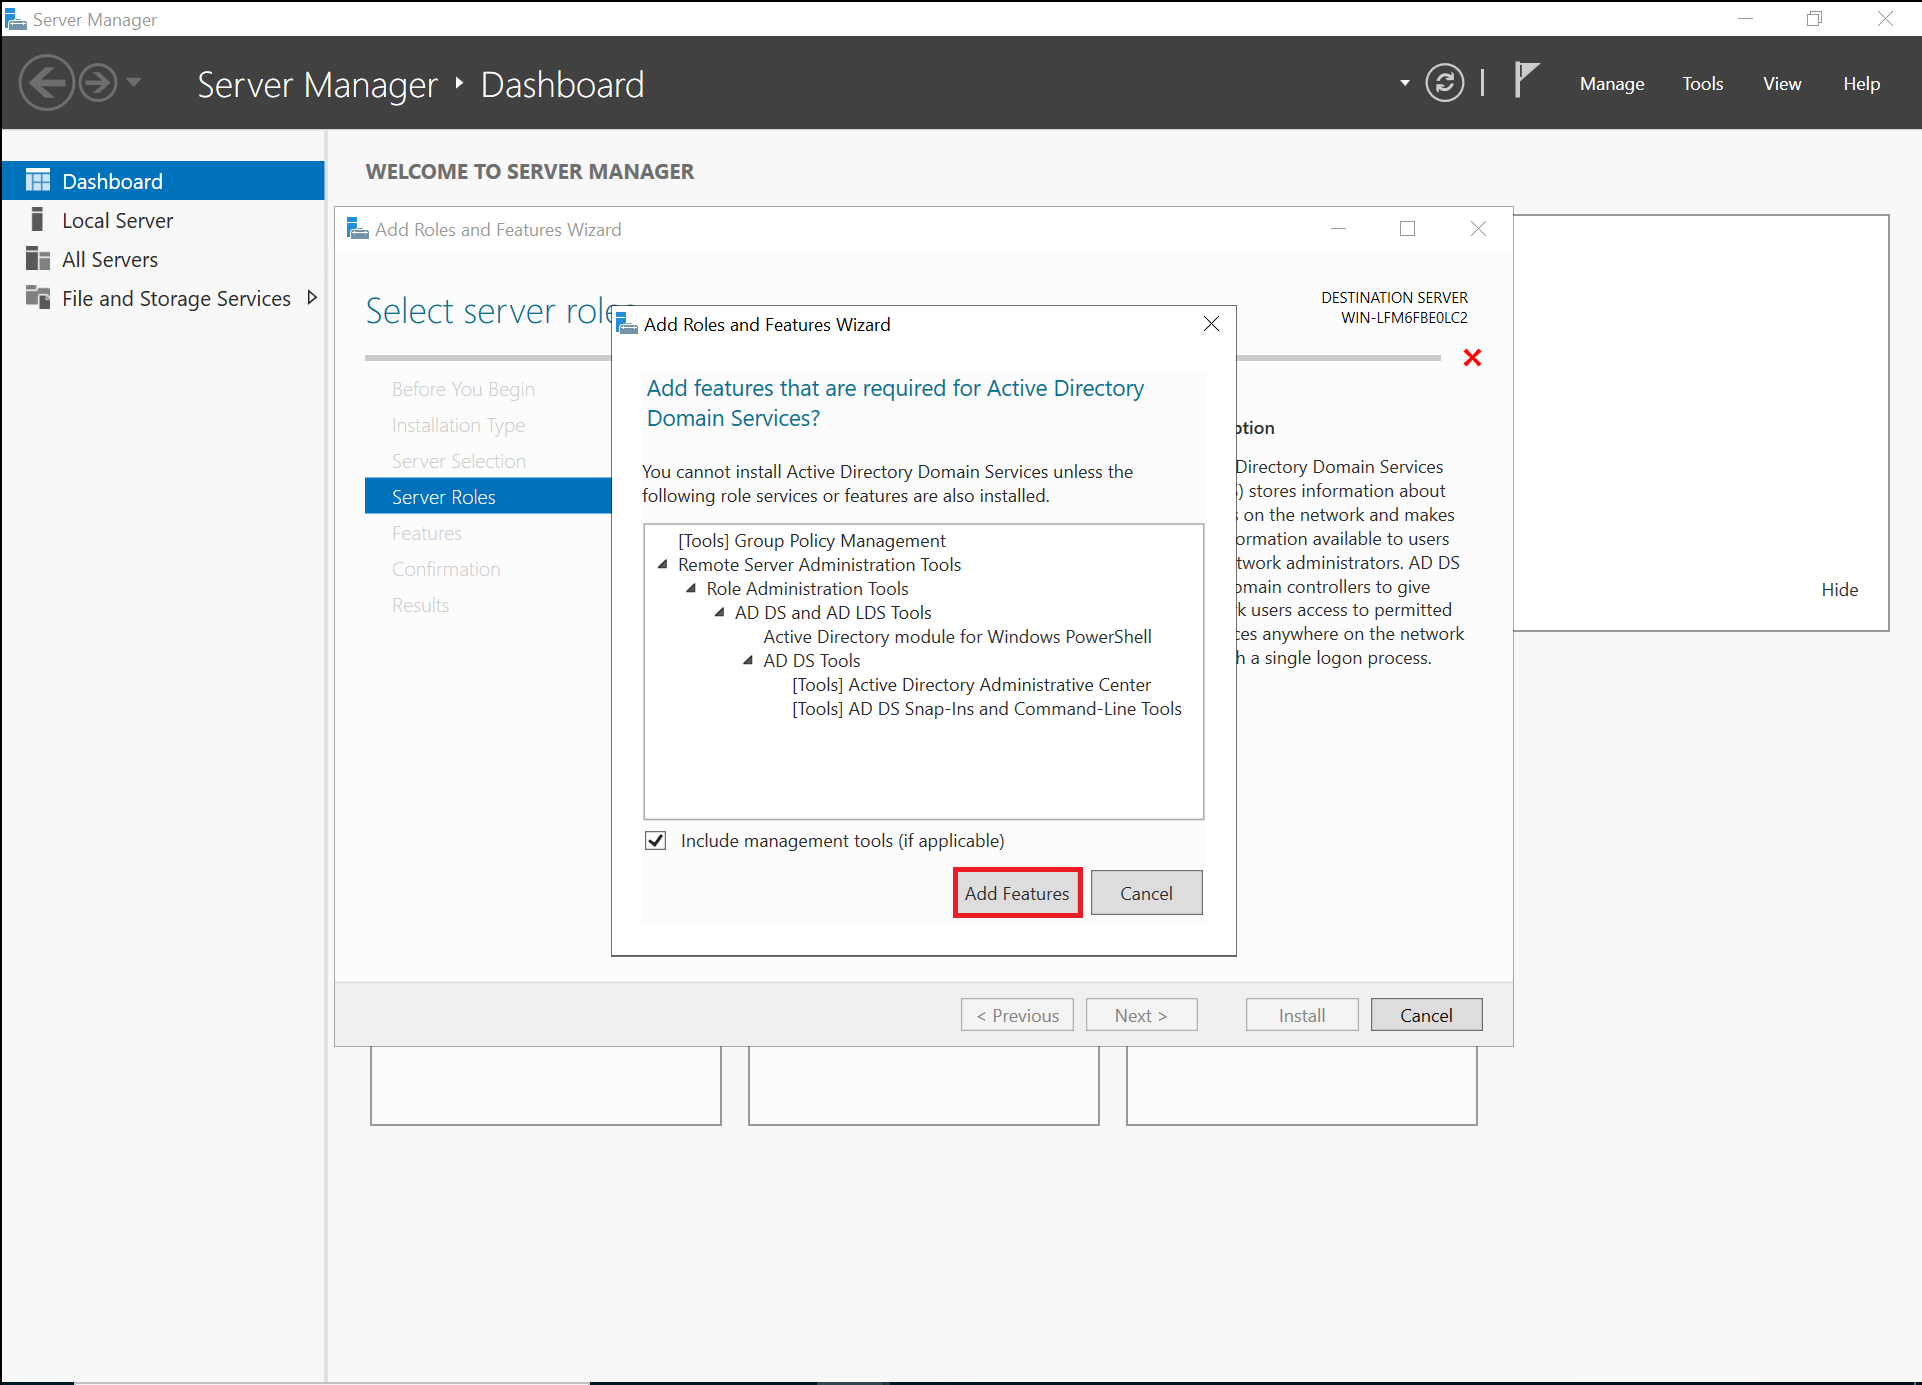 Server Manager
Server Manager Dashboard
Manage Tools View Help
Dashboard
Local Server
All Servers
File and Storage Services
WELCOME TO SERVER MANAGER
Add Roles and Features Wizard
Select server role
DESTINATION SERVER
WIN-LFM6FBE0LC2
Before You Begin
Installation Type
Server Selection
Server Roles
Features
Confirmation
Results
Add Roles and Features Wizard
Add features that are required for Active Directory
Domain Services?
You cannot install Active Directory Domain Services unless the
following role services or features are also installed.
[Tools] Group Policy Management
Remote Server Administration Tools
Role Administration Tools
AD DS and AD LDS Tools
Active Directory module for Windows PowerShell
AD DS Tools
[Tools] Active Directory Administrative Center
[Tools] AD DS Snap-Ins and Command-Line Tools
Include management tools (if applicable)
Add Features
Cancel
ption
Directory Domain Services
) stores information about
on the network and makes
ormation available to users
twork administrators. AD DS
omain controllers to give
k users access to permitted
ces anywhere on the network
h a single logon process.
Hide
< Previous
Next >
Install
Cancel